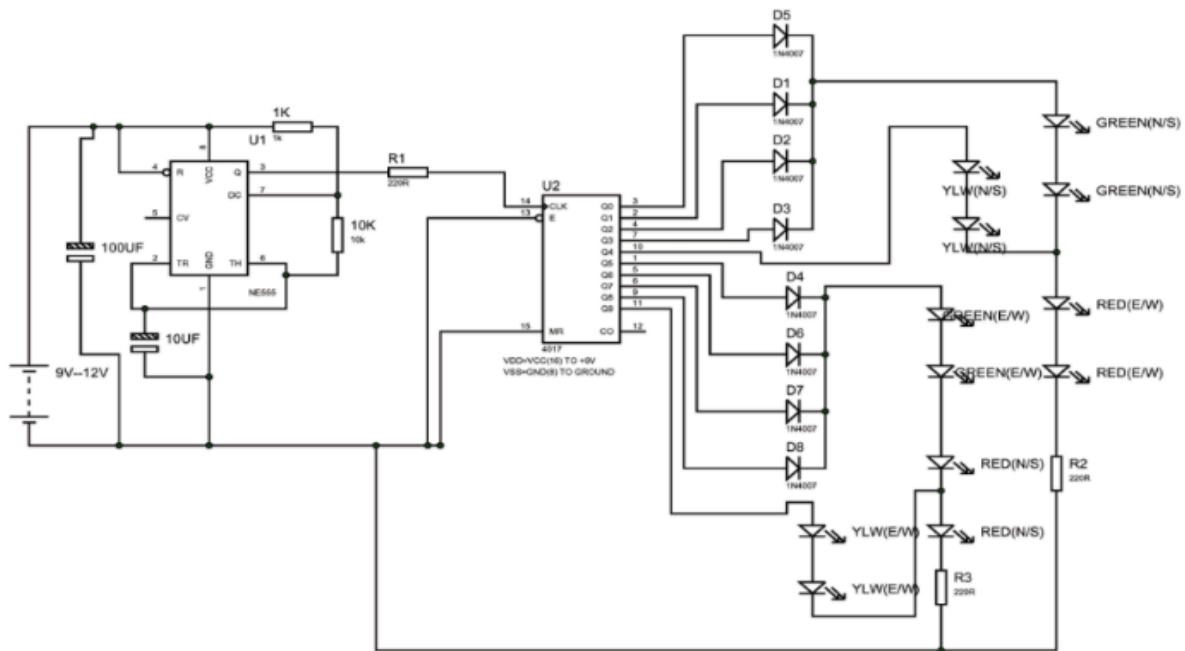 D5
1N4007
D1
1N4007
D2
1N4007
D3
1N4007
GREEN(N/S)
GREEN(N/S)
YLW(N/S)
YLW(N/S)
RED(E/W)
RED(E/W)
R2
220R
1K
1k
U1
4
R
VCC
8
Q
3
DC
7
5
CV
2
TR
GND
1
TH
6
NE555
10K
10k
100UF
10UF
9V--12V
R1
220R
U2
14
CLK
13
E
15
MR
4017
VDD=VCC(16) TO +9V
VSS=GND(8) TO GROUND
Q0
3
Q1
2
Q2
4
Q3
7
Q4
10
Q5
1
Q6
5
Q7
6
Q8
9
Q9
11
CO
12
D4
1N4007
D6
1N4007
D7
1N4007
D8
1N4007
GREEN(E/W)
GREEN(E/W)
RED(N/S)
RED(N/S)
YLW(E/W)
YLW(E/W)
R3
220R